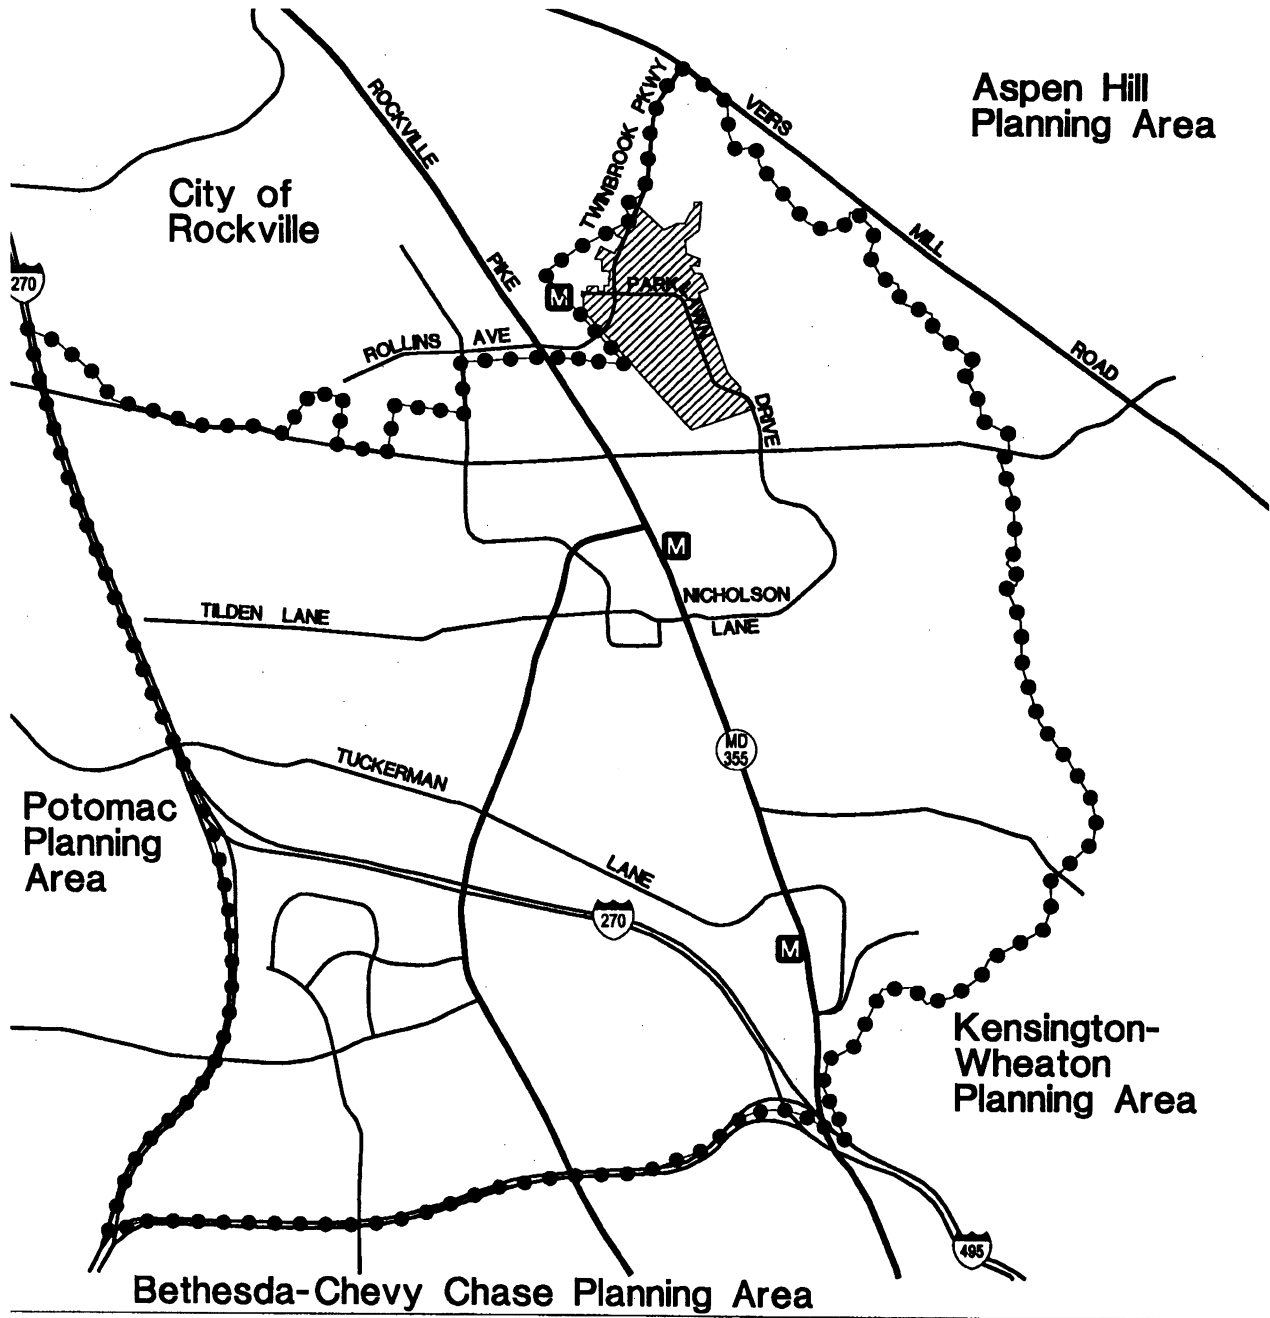 Aspen Hill
Planning Area
City of
Rockville
ROCKVILLE
PIKE
TWINBROOK PKWY
VEIRS
MILL
ROAD
270
M
PARKLAWN
DRIVE
ROLLINS AVE
M
NICHOLSON
LANE
TILDEN LANE
MD
355
TUCKERMAN
LANE
Potomac
Planning
Area
270
M
Kensington-
Wheaton
Planning Area
495
Bethesda-Chevy Chase Planning Area